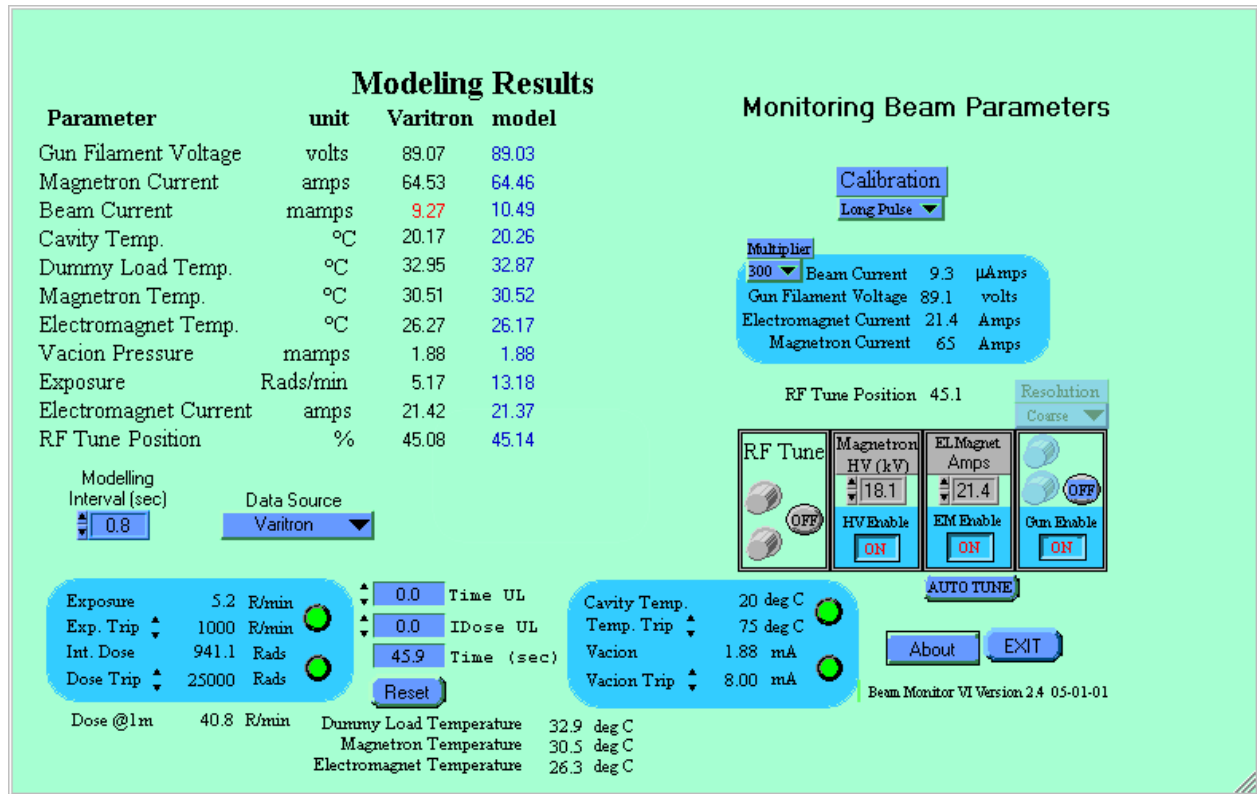 Modeling Results
Parameter unit Varitron model
Gun Filament Voltage volts 89.07 89.03
Magnetron Current amps 64.53 64.46
Beam Current mamps 9.27 10.49
Cavity Temp. ºC 20.17 20.26
Dummy Load Temp. ºC 32.95 32.87
Magnetron Temp. ºC 30.51 30.52
Electromagnet Temp. ºC 26.27 26.17
Vacion Pressure mamps 1.88 1.88
Exposure Rads/min 5.17 13.18
Electromagnet Current amps 21.42 21.37
RF Tune Position % 45.08 45.14
Modelling
Interval (sec)
0.8
Data Source
Varitron
Monitoring Beam Parameters
Calibration
Long Pulse
Multiplier
300 Beam Current 9.3 µAmps
Gun Filament Voltage 89.1 volts
Electromagnet Current 21.4 Amps
Magnetron Current 65 Amps
RF Tune Position 45.1
Resolution
Coarse
RF Tune
OFF
Magnetron
HV (kV)
18.1
HV Enable
ON
EL Magnet
Amps
21.4
EM Enable
ON
OFF
Gun Enable
ON
AUTO TUNE
Exposure 5.2 R/min
Exp. Trip 1000 R/min
Int. Dose 941.1 Rads
Dose Trip 25000 Rads
Dose @1m 40.8 R/min
0.0 Time UL
0.0 IDose UL
45.9 Time (sec)
Reset
Cavity Temp. 20 deg C
Temp. Trip 75 deg C
Vacion 1.88 mA
Vacion Trip 8.00 mA
Dummy Load Temperature 32.9 deg C
Magnetron Temperature 30.5 deg C
Electromagnet Temperature 26.3 deg C
About
EXIT
Beam Monitor VI Version 2.4 05-01-01